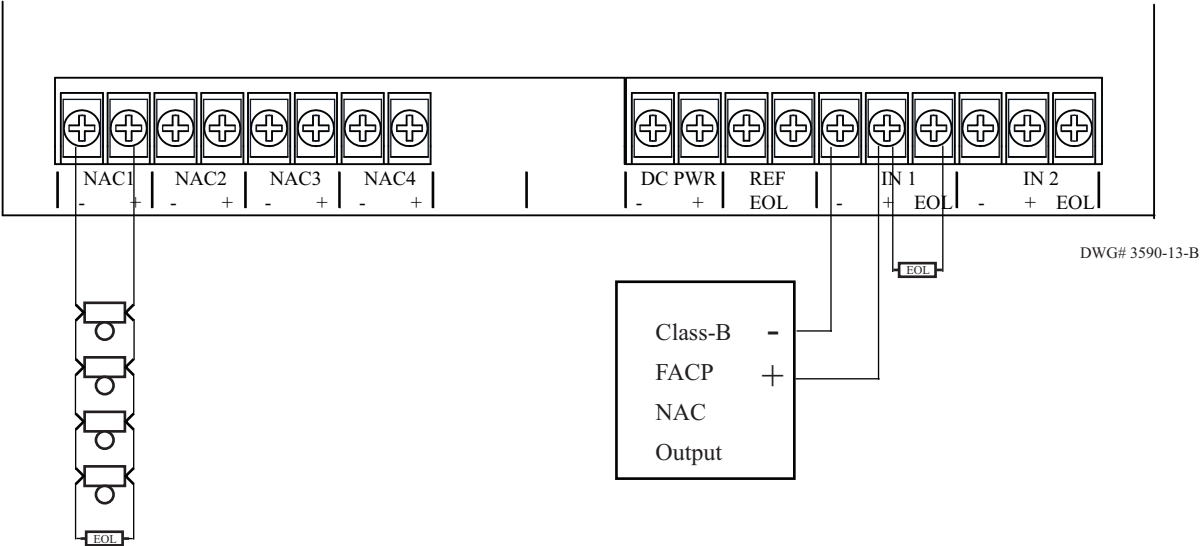 NAC1 NAC2 NAC3 NAC4 DC PWR REF IN 1 IN 2
- + - + - + - + - + EOL - + EOL - + EOL
DWG# 3590-13-B
EOL
Class-B -
FACP +
NAC
Output
EOL